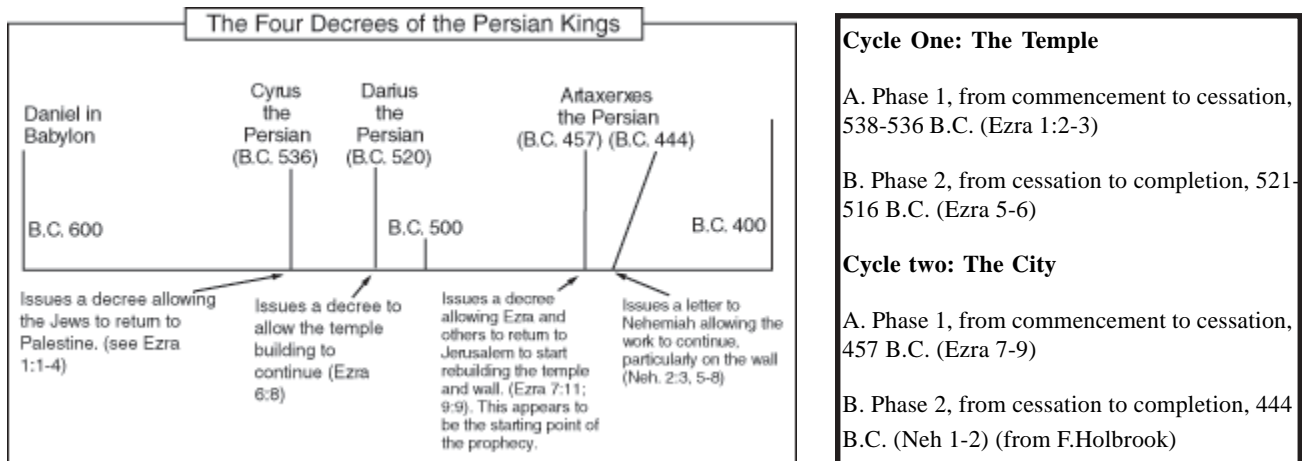 The Four Decrees of the Persian Kings
Daniel in
Babylon
Cyrus
the
Persian
(B.C. 536)
Darius
the
Persian
(B.C. 520)
Artaxerxes
the Persian
(B.C. 457) (B.C. 444)
B.C. 600
B.C. 500
B.C. 400
Issues a decree allowing
the Jews to return to
Palestine. (see Ezra
1:1-4)
Issues a decree to
allow the temple
building to
continue (Ezra
6:8)
Issues a decree
allowing Ezra and
others to return to
Jerusalem to start
rebuilding the temple
and wall. (Ezra 7:11;
9:9). This appears to
be the starting point of
the prophecy.
Issues a letter to
Nehemiah allowing the
work to continue,
particularly on the wall
(Neh. 2:3, 5-8)
Cycle One: The Temple
A. Phase 1, from commencement to cessation,
538-536 B.C. (Ezra 1:2-3)
B. Phase 2, from cessation to completion, 521-
516 B.C. (Ezra 5-6)
Cycle two: The City
A. Phase 1, from commencement to cessation,
457 B.C. (Ezra 7-9)
B. Phase 2, from cessation to completion, 444
B.C. (Neh 1-2) (from F.Holbrook)